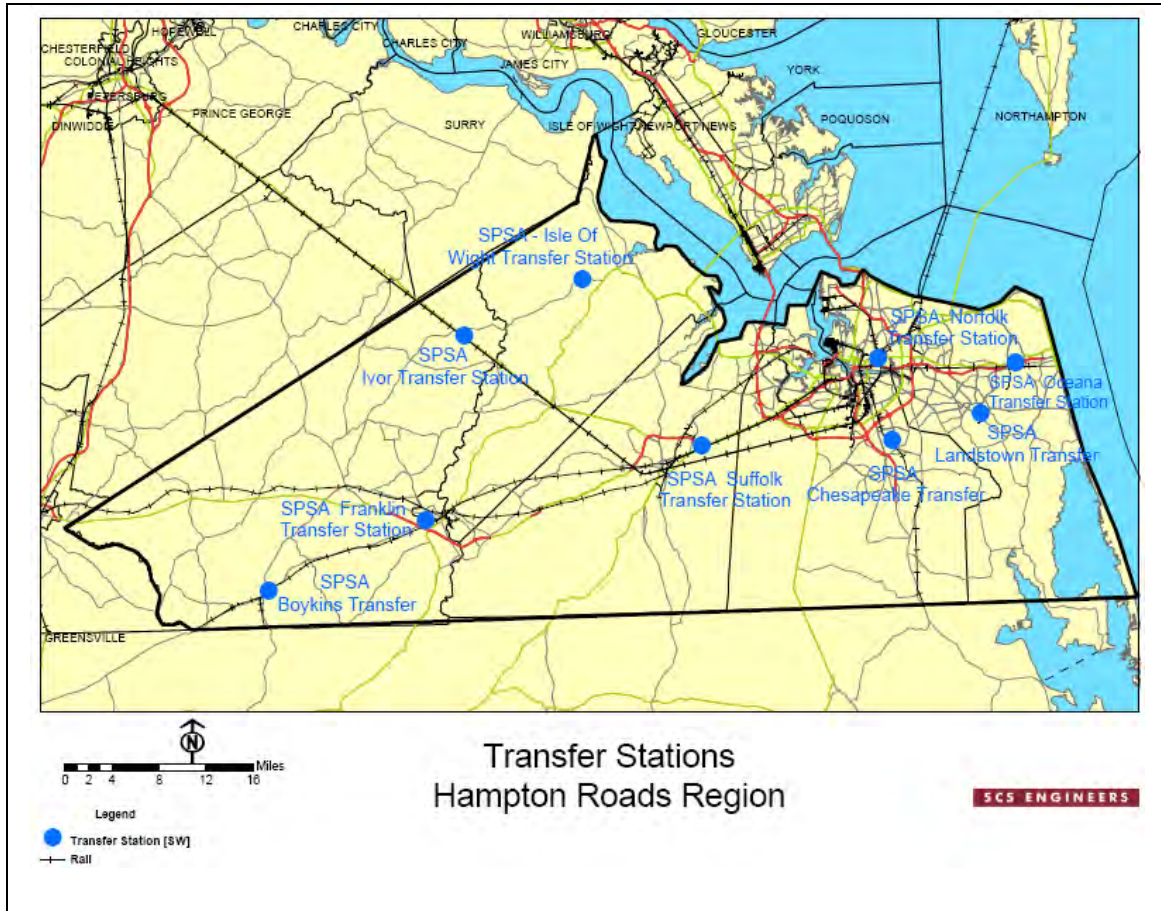 HOPEWELL
CHARLES CITY
CHARLES CITY
WILLIAMSBURG
GLOUCESTER
CHESTERFIELD
COLONIAL HEIGHTS
JAMES CITY
YORK
PETERSBURG
PRINCE GEORGE
DINWIDDIE
SURRY
ISLE OF WIGHT
NEWPORT NEWS
POQUOSON
NORTHAMPTON
SPSA - Isle Of
Wight Transfer Station
SPSA
Ivor Transfer Station
SPSA Norfolk
Transfer Station
SPSA Oceana
Transfer Station
SPSA
Landstown Transfer
SPSA
Chesapeake Transfer
SPSA Suffolk
Transfer Station
SPSA Franklin
Transfer Station
SPSA
Boykins Transfer
GREENSVILLE
N
Miles
0 2 4 8 12 16
Transfer Stations
Hampton Roads Region
SCS ENGINEERS
Legend
Transfer Station [SW]
Rail